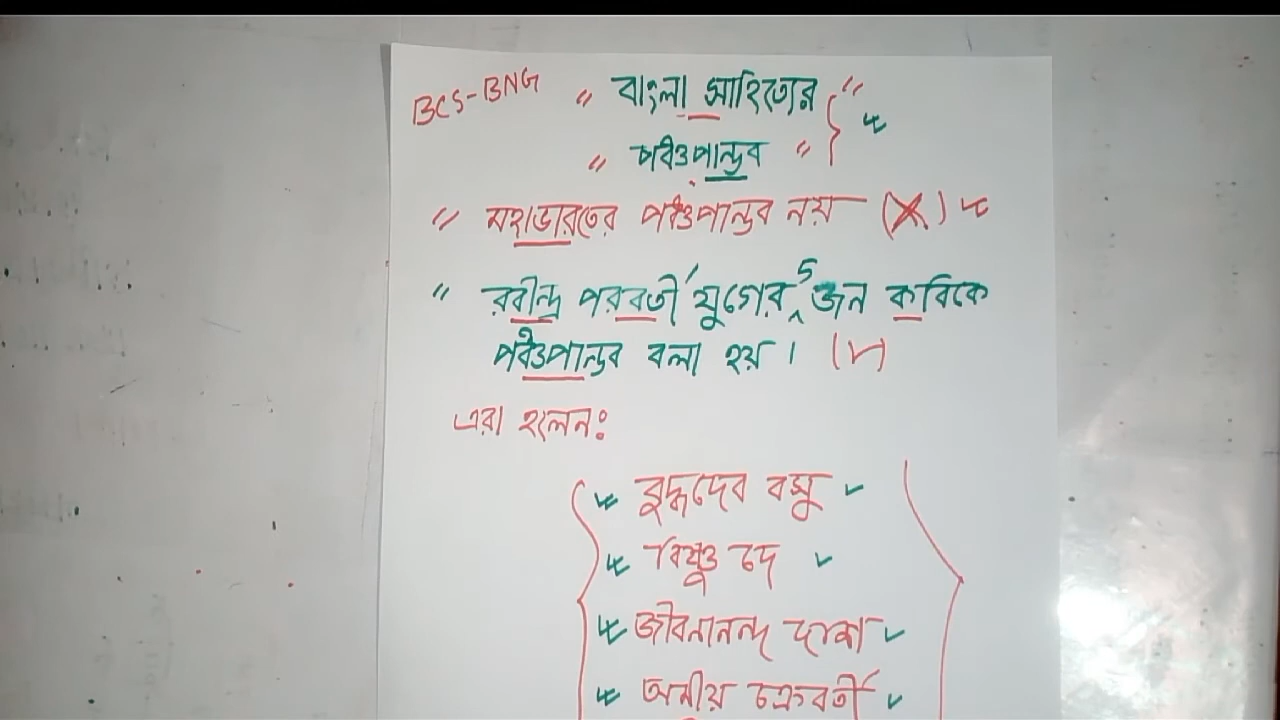 BCS-BNG " বাংলা সাহিত্যের "
" পঞ্চপান্ডব "
" মহাভারতের পঞ্চপান্ডব নয় (X)
" রবীন্দ্র পরবর্তী যুগের 5 জন কবিকে
পঞ্চপান্ডব বলা হয়।
এরা হলেন:
বুদ্ধদেব বসু
বিষ্ণু দে
জীবনানন্দ দাশ
অমীয় চক্রবর্তী